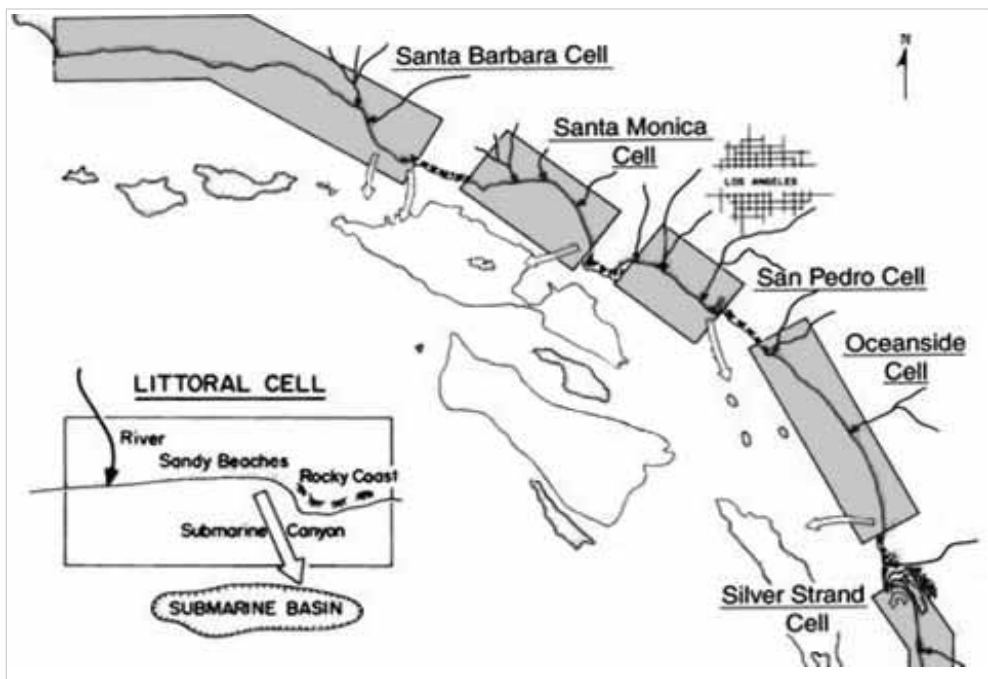 Santa Barbara Cell
N
Santa Monica
Cell
LOS ANGELES
San Pedro Cell
Oceanside
Cell
LITTORAL CELL
River
Sandy Beaches
Rocky Coast
Submarine Canyon
SUBMARINE BASIN
Silver Strand
Cell